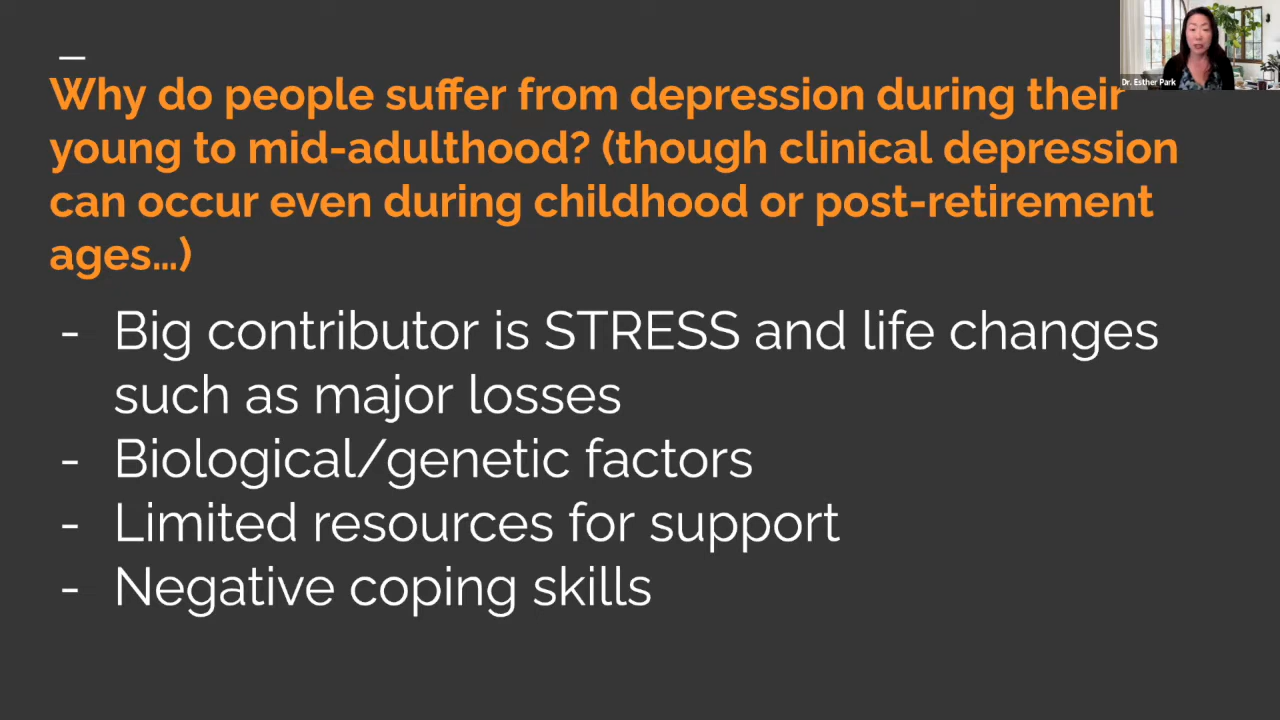 Why do people suffer from depression during their
young to mid-adulthood? (though clinical depression
can occur even during childhood or post-retirement
ages...)
- Big contributor is STRESS and life changes
such as major losses
- Biological/genetic factors
- Limited resources for support
- Negative coping skills
Dr. Esther Park